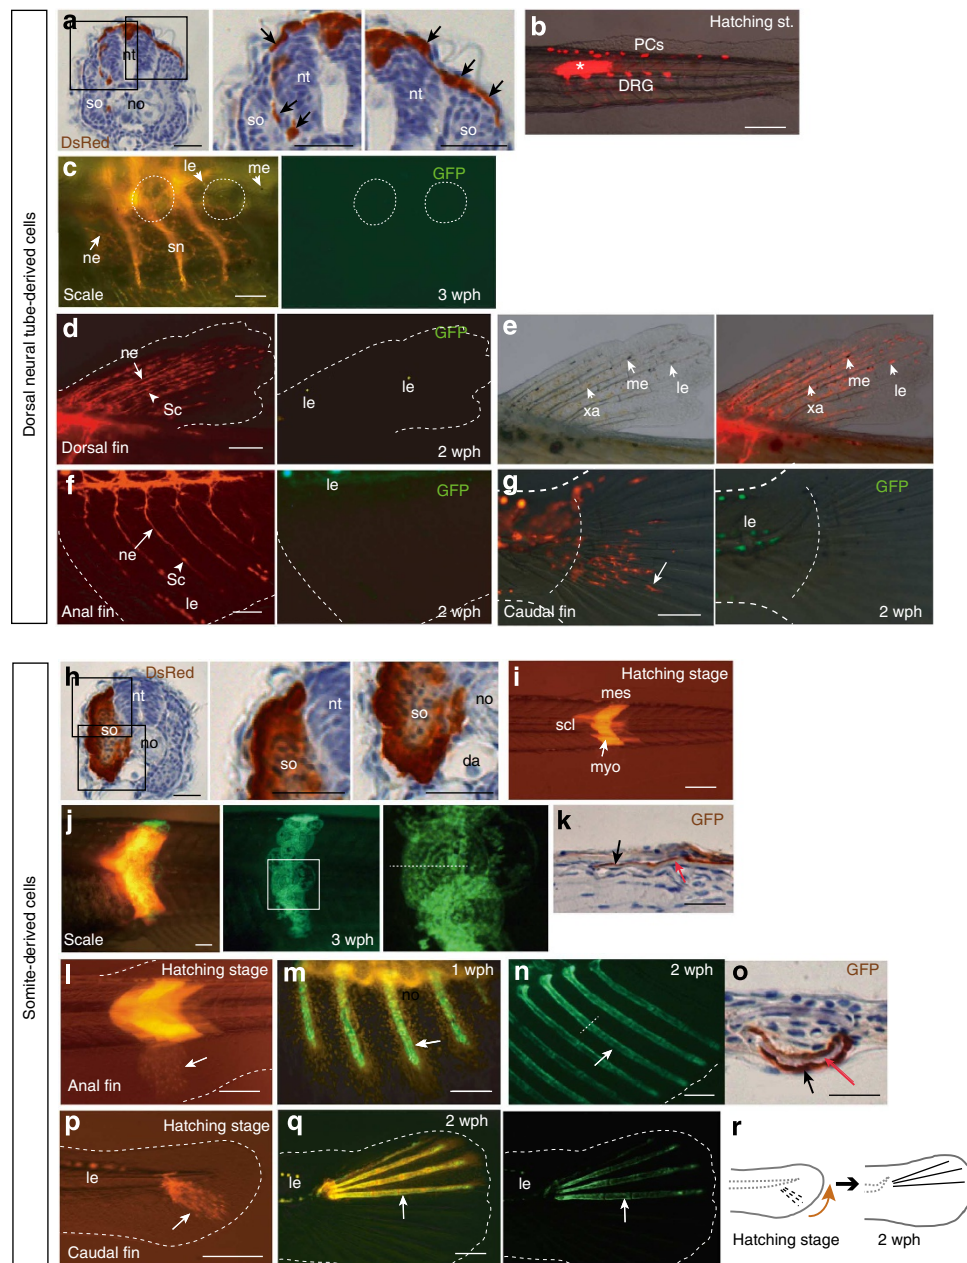 Dorsal neural tube-derived cells
a
nt
so
no
DsRed
nt
so
nt
so
b
Hatching st.
PCs
*
DRG
c
le
me
ne
sn
Scale
GFP
3 wph
d
ne
Sc
Dorsal fin
GFP
le
le
2 wph
e
me
le
xa
me
le
xa
f
ne
Sc
le
Anal fin
le
GFP
2 wph
g
Caudal fin
le
GFP
2 wph
Somite-derived cells
h
DsRed
nt
so
no
nt
so
no
so
da
i
Hatching stage
mes
scl
myo
j
Scale
3 wph
k
GFP
l
Hatching stage
Anal fin
m
1 wph
no
n
2 wph
o
GFP
p
Hatching stage
le
Caudal fin
q
2 wph
le
le
r
Hatching stage
2 wph